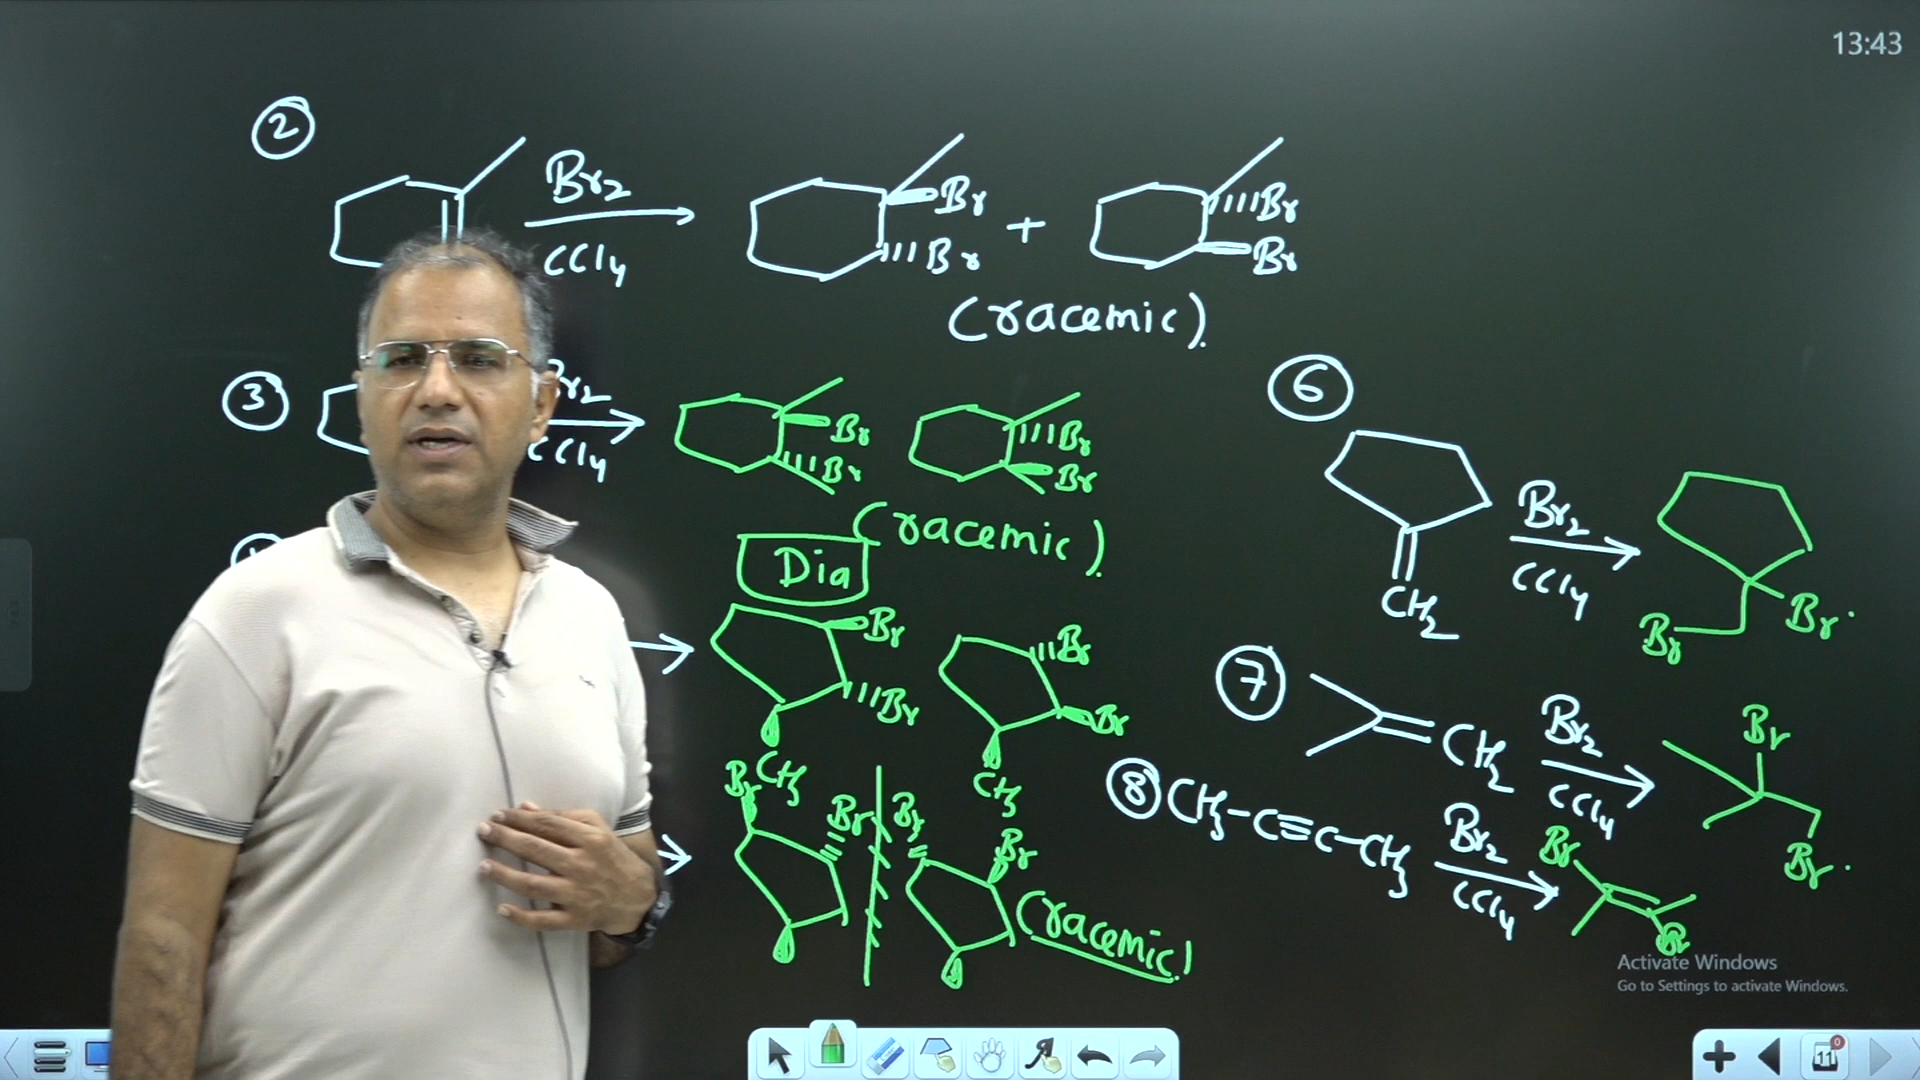 13:43
②
Br2
CCl4
Br
Br
+
Br
Br
(racemic).
③
Br2
CCl4
Br
Br
Br
Br
(racemic).
Dia
Br
Br
CH3
Br
Br
CH3
Br
Br
Br
Br
(racemic)
⑥
CH2
Br2
CCl4
Br
Br.
⑦
CH2
Br2
CCl4
Br
Br.
⑧ CH3-C≡C-CH3
Br2
CCl4
Br
Br
Activate Windows
Go to Settings to activate Windows.
11
0